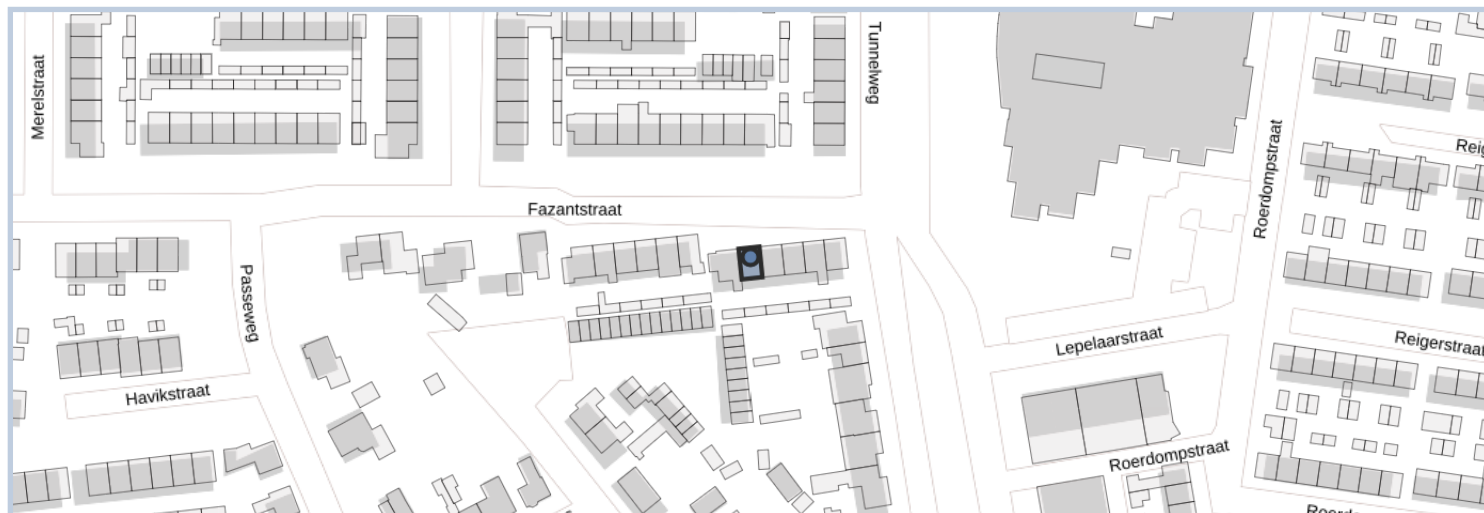 Merelstraat
Tunnelweg
Roerdompstraat
Fazantstraat
Passeweg
Lepelaarstraat
Reigerstraat
Havikstraat
Roerdompstraat